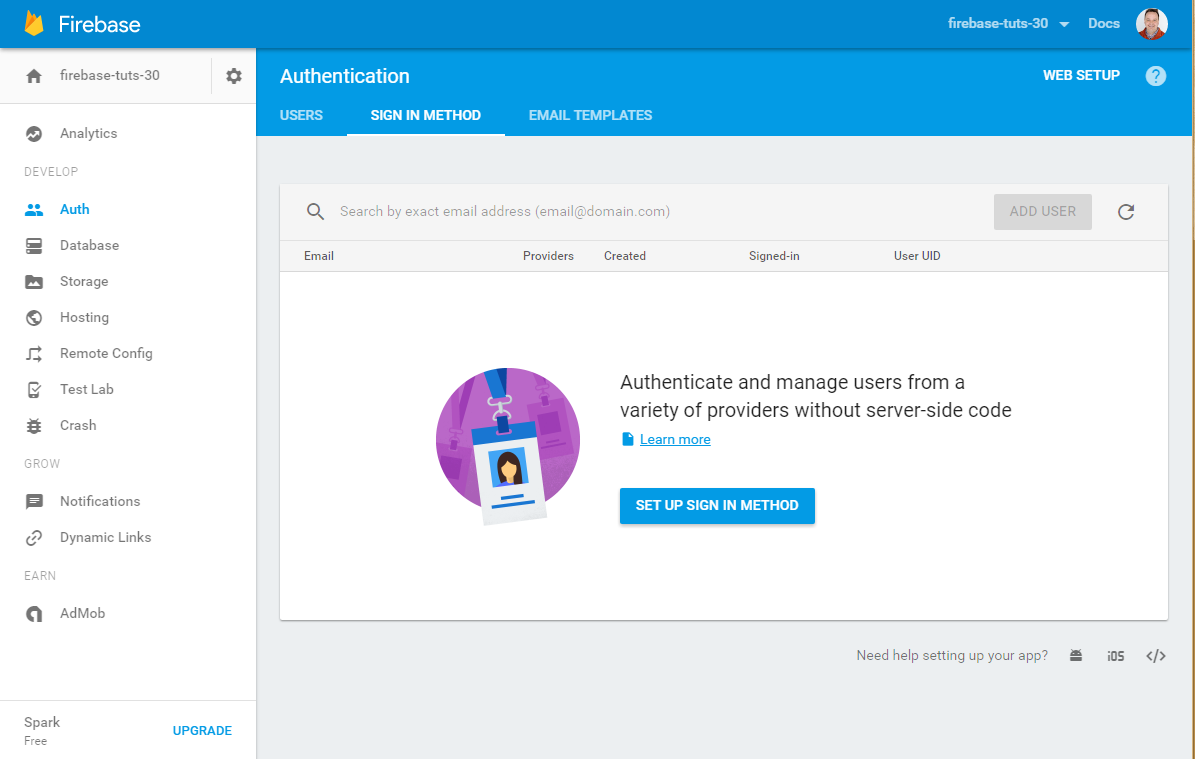 Firebase
firebase-tuts-30
Docs
firebase-tuts-30
Analytics
DEVELOP
Auth
Database
Storage
Hosting
Remote Config
Test Lab
Crash
GROW
Notifications
Dynamic Links
EARN
AdMob
Spark
Free
UPGRADE
Authentication
WEB SETUP
?
USERS SIGN IN METHOD EMAIL TEMPLATES
Search by exact email address (email@domain.com)
ADD USER
Email Providers Created Signed-in User UID
Authenticate and manage users from a
variety of providers without server-side code
Learn more
SET UP SIGN IN METHOD
Need help setting up your app? iOS </>